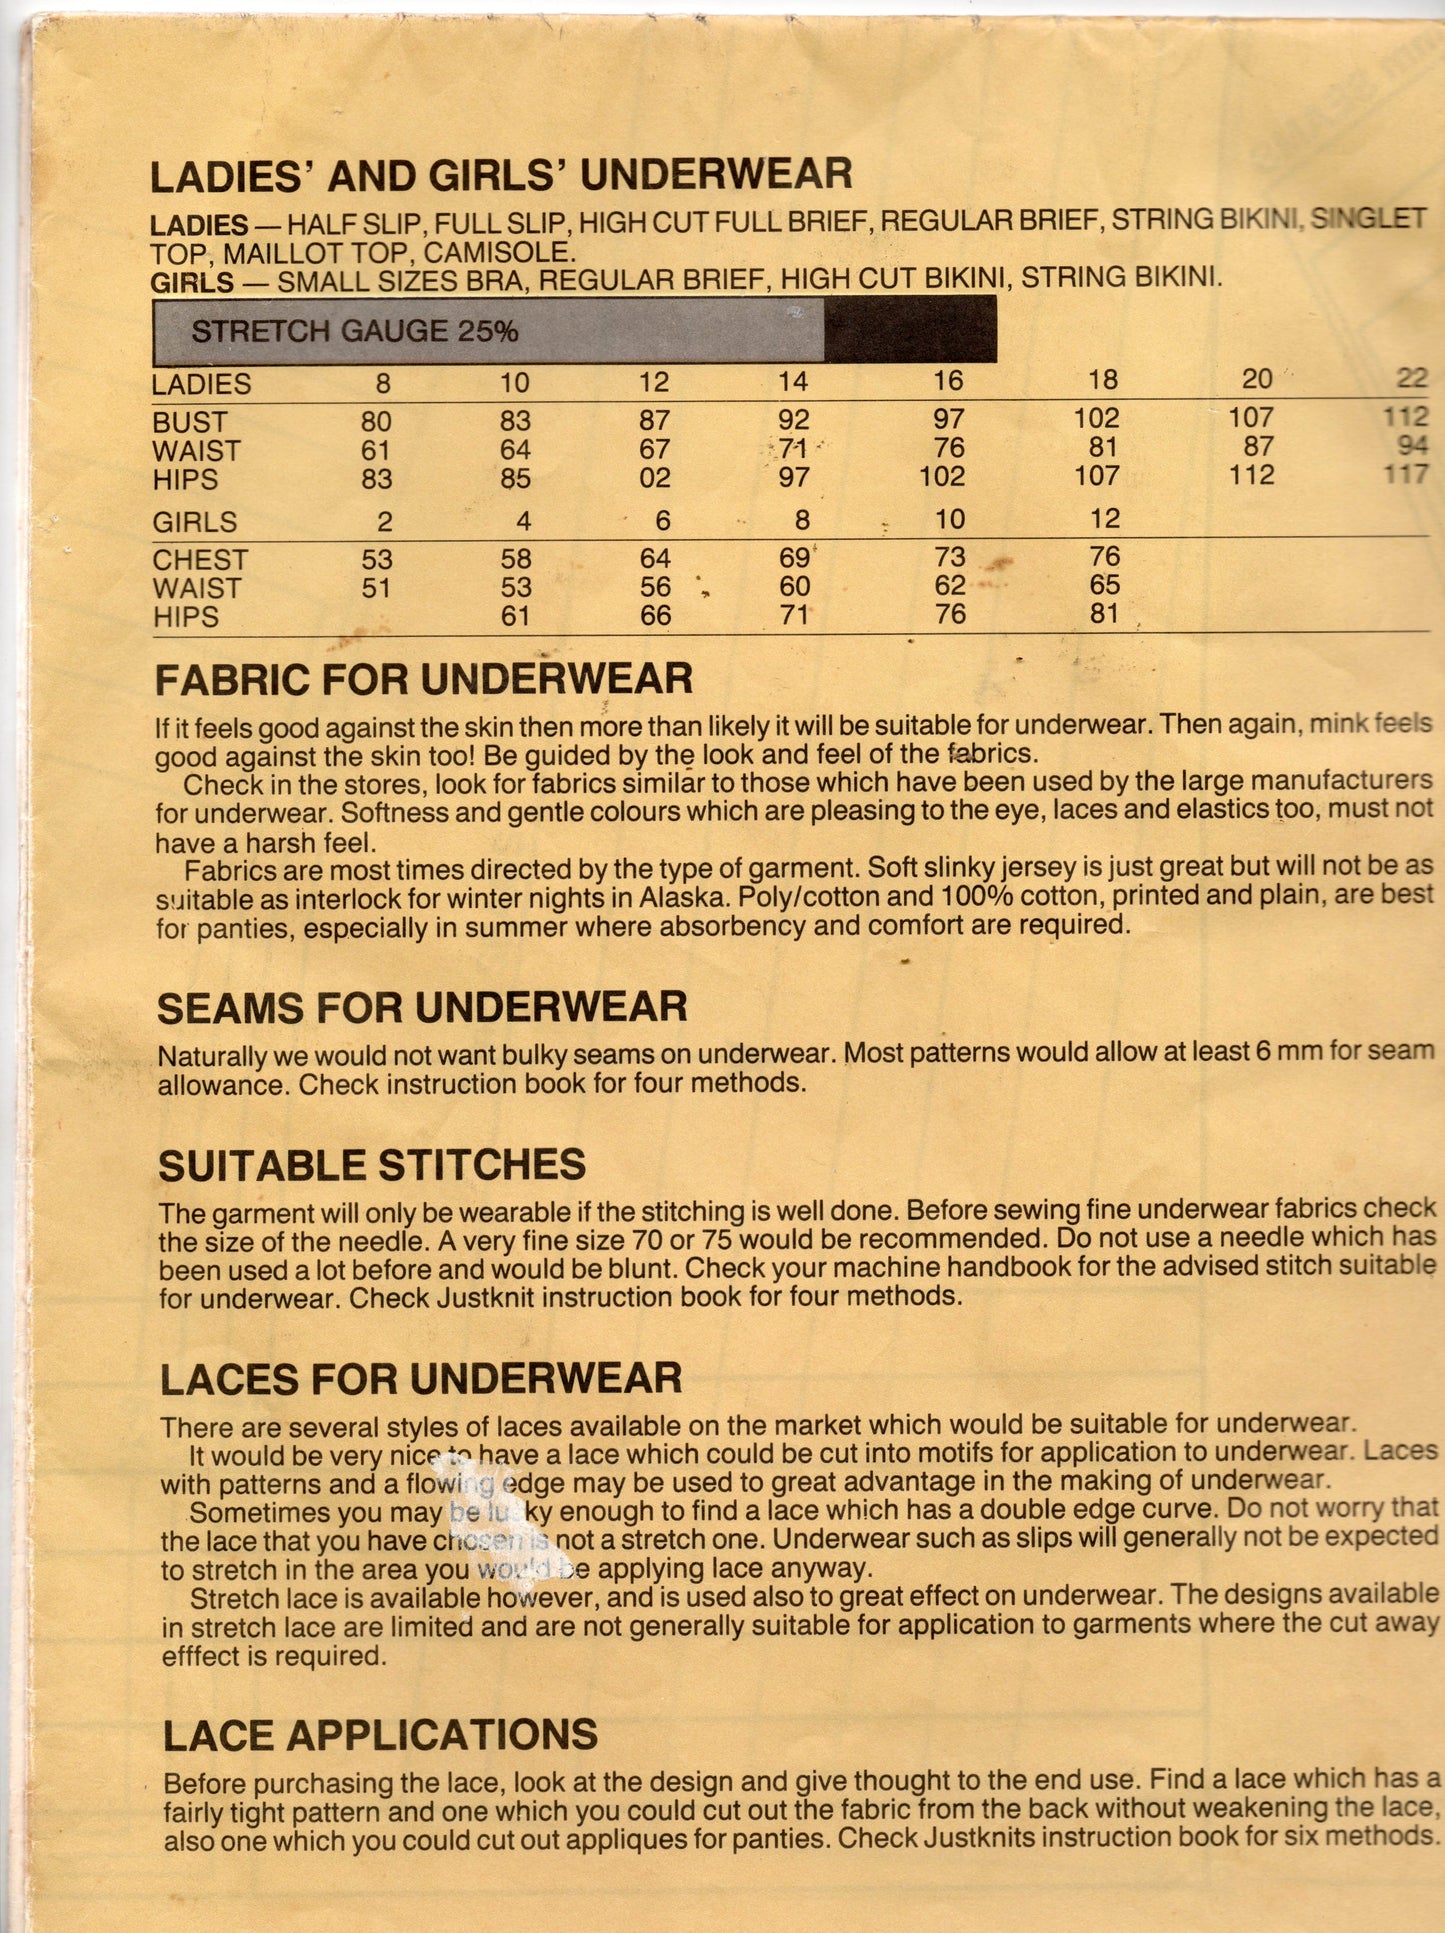 LADIES' AND GIRLS' UNDERWEAR
LADIES — HALF SLIP, FULL SLIP, HIGH CUT FULL BRIEF, REGULAR BRIEF, STRING BIKINI, SINGLET
TOP, MAILLOT TOP, CAMISOLE.
GIRLS — SMALL SIZES BRA, REGULAR BRIEF, HIGH CUT BIKINI, STRING BIKINI.
STRETCH GAUGE 25%
LADIES 8 10 12 14 16 18 20 22
BUST 80 83 87 92 97 102 107 112
WAIST 61 64 67 71 76 81 87 94
HIPS 83 85 02 97 102 107 112 117
GIRLS 2 4 6 8 10 12
CHEST 53 58 64 69 73 76
WAIST 51 53 56 60 62 65
HIPS 61 66 71 76 81
FABRIC FOR UNDERWEAR
If it feels good against the skin then more than likely it will be suitable for underwear. Then again, mink feels
good against the skin too! Be guided by the look and feel of the fabrics.
Check in the stores, look for fabrics similar to those which have been used by the large manufacturers
for underwear. Softness and gentle colours which are pleasing to the eye, laces and elastics too, must not
have a harsh feel.
Fabrics are most times directed by the type of garment. Soft slinky jersey is just great but will not be as
suitable as interlock for winter nights in Alaska. Poly/cotton and 100% cotton, printed and plain, are best
for panties, especially in summer where absorbency and comfort are required.
SEAMS FOR UNDERWEAR
Naturally we would not want bulky seams on underwear. Most patterns would allow at least 6 mm for seam
allowance. Check instruction book for four methods.
SUITABLE STITCHES
The garment will only be wearable if the stitching is well done. Before sewing fine underwear fabrics check
the size of the needle. A very fine size 70 or 75 would be recommended. Do not use a needle which has
been used a lot before and would be blunt. Check your machine handbook for the advised stitch suitable
for underwear. Check Justknit instruction book for four methods.
LACES FOR UNDERWEAR
There are several styles of laces available on the market which would be suitable for underwear.
It would be very nice to have a lace which could be cut into motifs for application to underwear. Laces
with patterns and a flowing edge may be used to great advantage in the making of underwear.
Sometimes you may be lucky enough to find a lace which has a double edge curve. Do not worry that
the lace that you have chosen is not a stretch one. Underwear such as slips will generally not be expected
to stretch in the area you would be applying lace anyway.
Stretch lace is available however, and is used also to great effect on underwear. The designs available
in stretch lace are limited and are not generally suitable for application to garments where the cut away
efffect is required.
LACE APPLICATIONS
Before purchasing the lace, look at the design and give thought to the end use. Find a lace which has a
fairly tight pattern and one which you could cut out the fabric from the back without weakening the lace,
also one which you could cut out appliques for panties. Check Justknits instruction book for six methods.